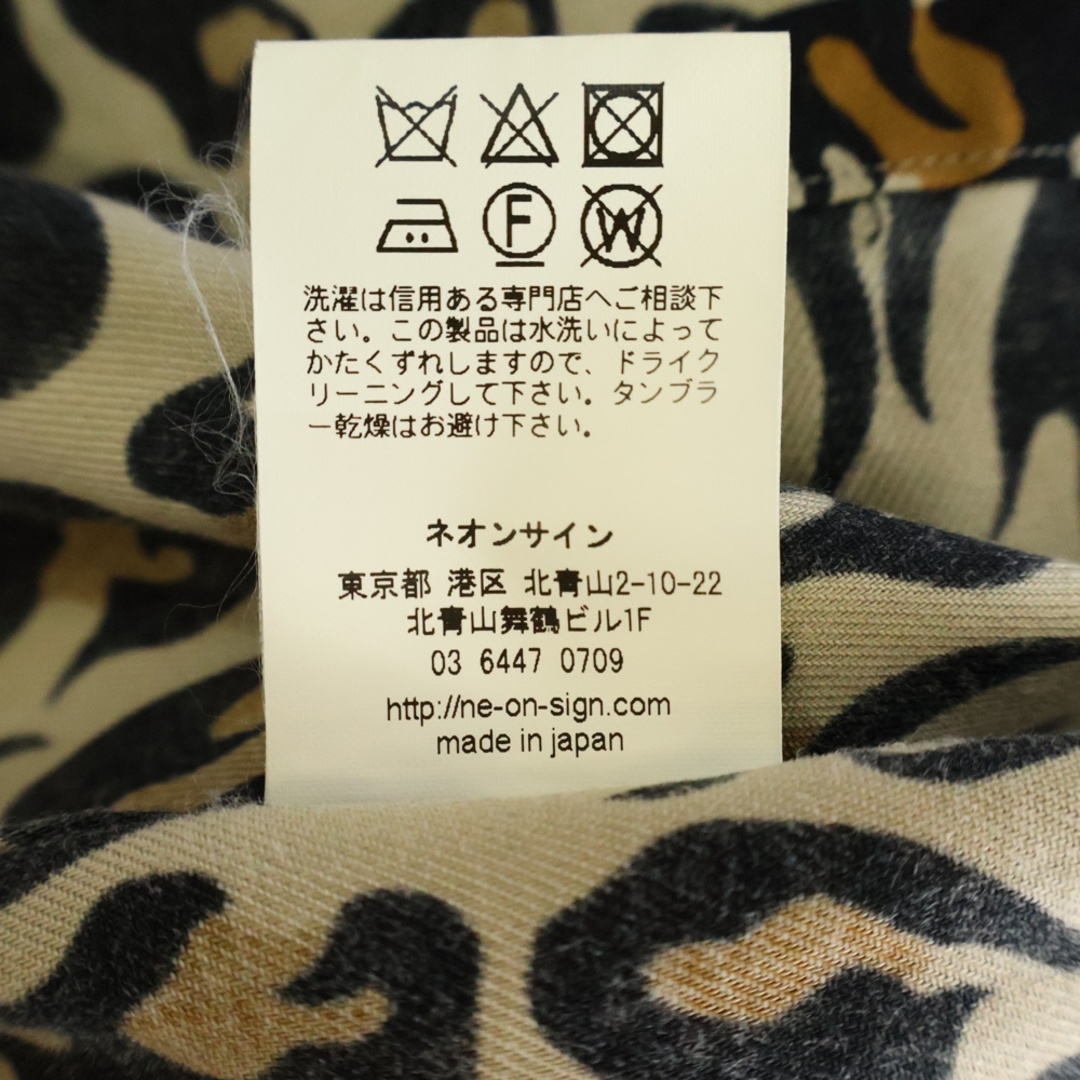 F W
洗濯は信用ある専門店へご相談下
さい。この製品は水洗いによって
かたくずれしますので、ドライク
リーニングして下さい。タンブラ
ー乾燥はお避け下さい。
ネオンサイン
東京都 港区 北青山2-10-22
北青山舞鶴ビル1F
03 6447 0709
http://ne-on-sign.com
made in japan